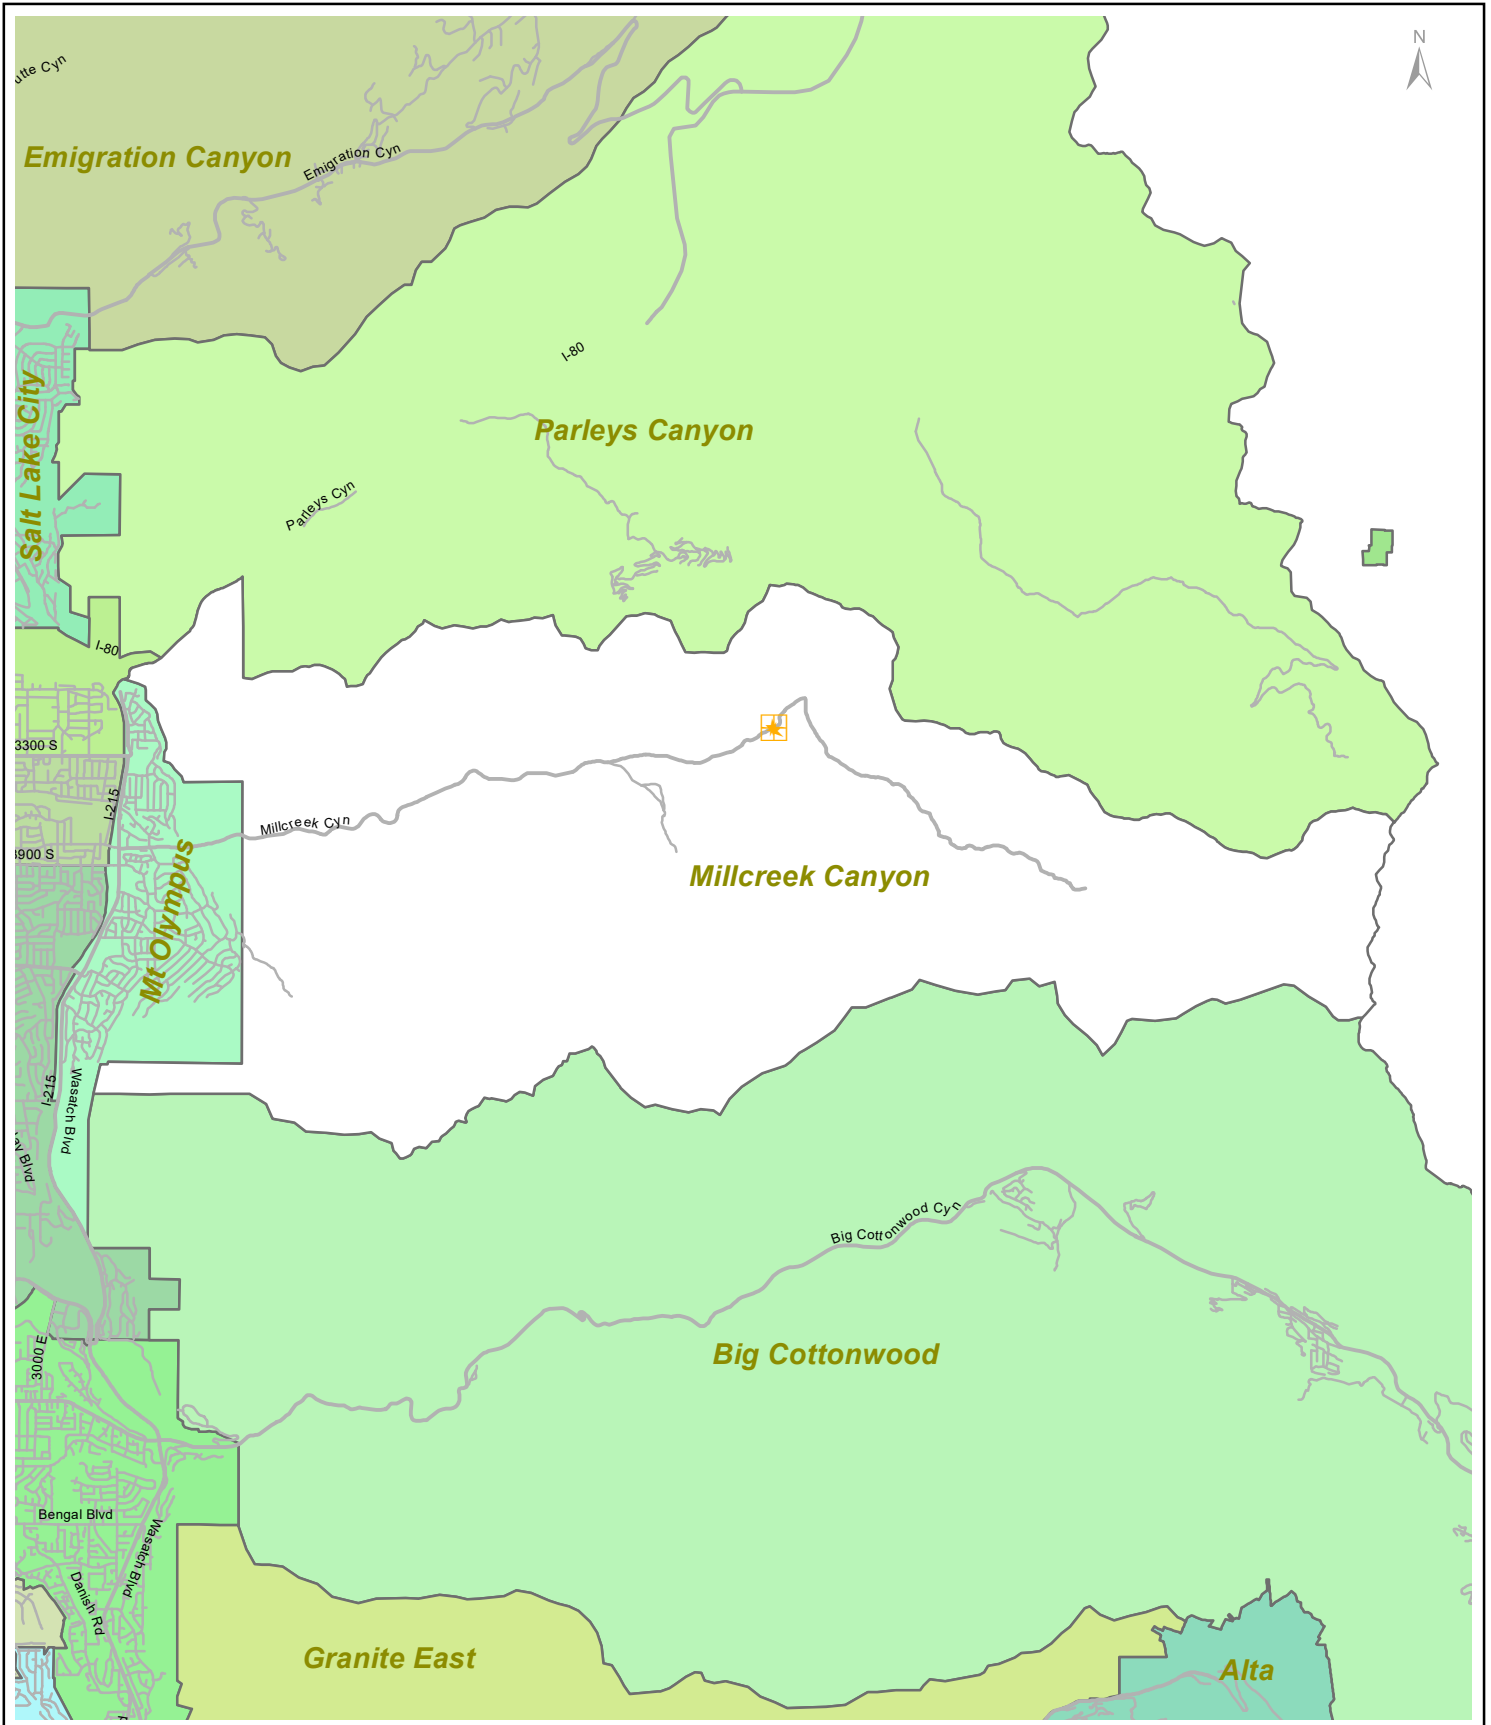 N
Cyn
Emigration Canyon
Emigration Cyn
I-80
Salt Lake City
Parleys Canyon
Parleys Cyn
I-80
3300 S
I-215
Millcreek Cyn
Mt Olympus
Millcreek Canyon
I-215
Wasatch Blvd
Blvd
Big Cottonwood Cyn
3000 E
Big Cottonwood
Bengal Blvd
Wasatch Blvd
Danish Rd
Granite East
Alta